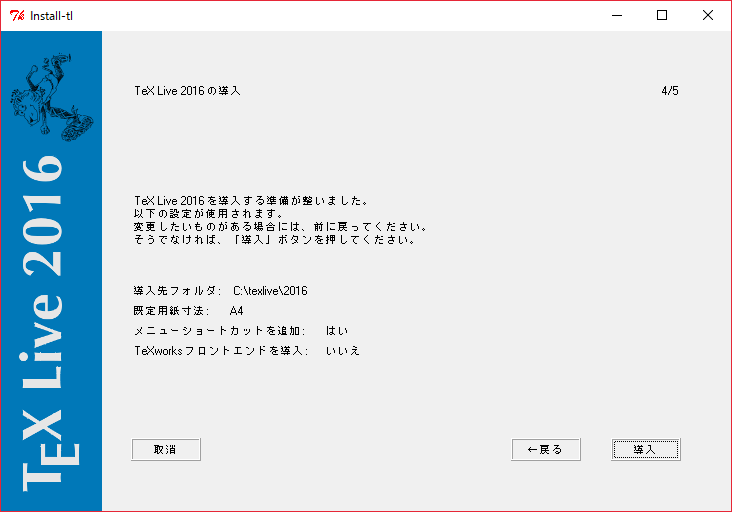 Install-tl
TeX Live 2016
TeX Live 2016 の導入
4/5
TeX Live 2016 を導入する準備が整いました。
以下の設定が使用されます。
変更したいものがある場合には、前に戻ってください。
そうでなければ、「導入」ボタンを押してください。
導入先フォルダ: C:\texlive\2016
既定用紙寸法: A4
メニューショートカットを追加: はい
TeXworks フロントエンドを導入: いいえ
取消
←戻る
導入